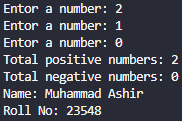 Enter a number: 2
Enter a number: 1
Enter a number: 0
Total positive numbers: 2
Total negative numbers: 0
Name: Muhammad Ashir
Roll No: 23548